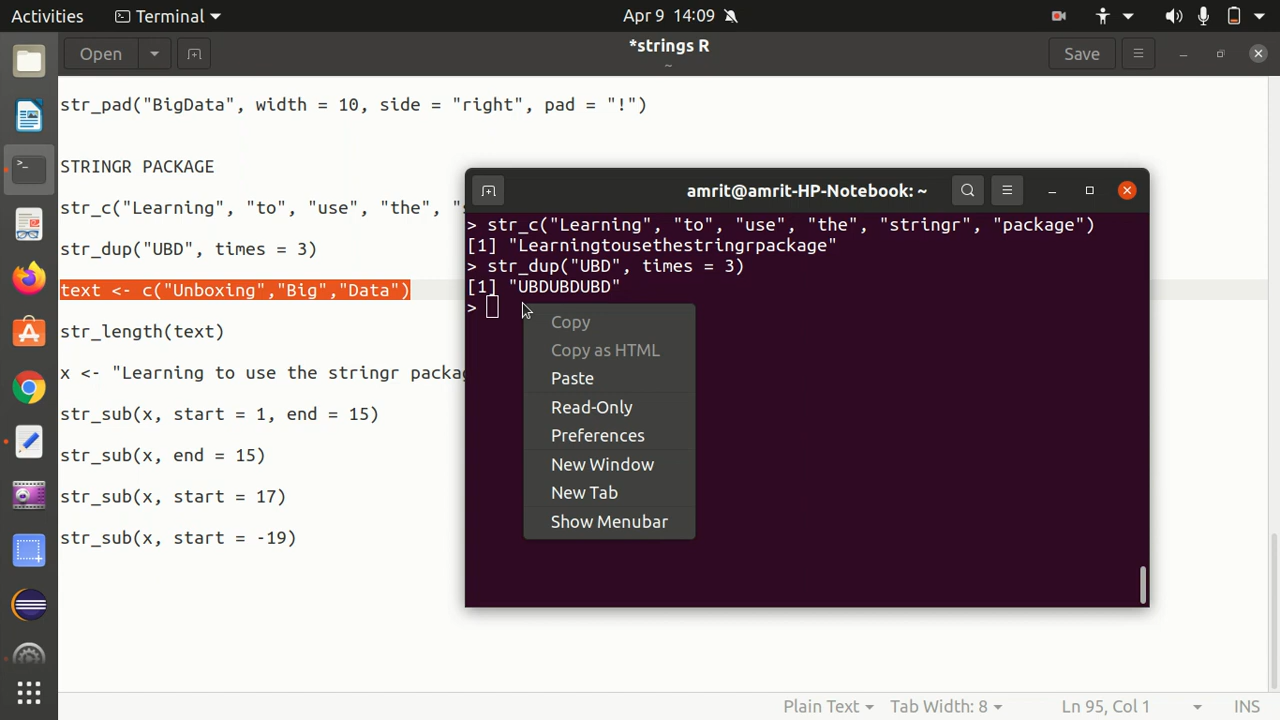 Activities
Terminal
Apr 9 14:09
Open
*strings R
~
Save
str_pad("BigData", width = 10, side = "right", pad = "!")
STRINGR PACKAGE
str_c("Learning", "to", "use", "the", "s
str_dup("UBD", times = 3)
text <- c("Unboxing","Big","Data")
str_length(text)
x <- "Learning to use the stringr packag
str_sub(x, start = 1, end = 15)
str_sub(x, end = 15)
str_sub(x, start = 17)
str_sub(x, start = -19)
amrit@amrit-HP-Notebook: ~
> str_c("Learning", "to", "use", "the", "stringr", "package")
[1] "Learningtousethestringrpackage"
> str_dup("UBD", times = 3)
[1] "UBDUBDUBD"
>
Copy
Copy as HTML
Paste
Read-Only
Preferences
New Window
New Tab
Show Menubar
Plain Text
Tab Width: 8
Ln 95, Col 1
INS